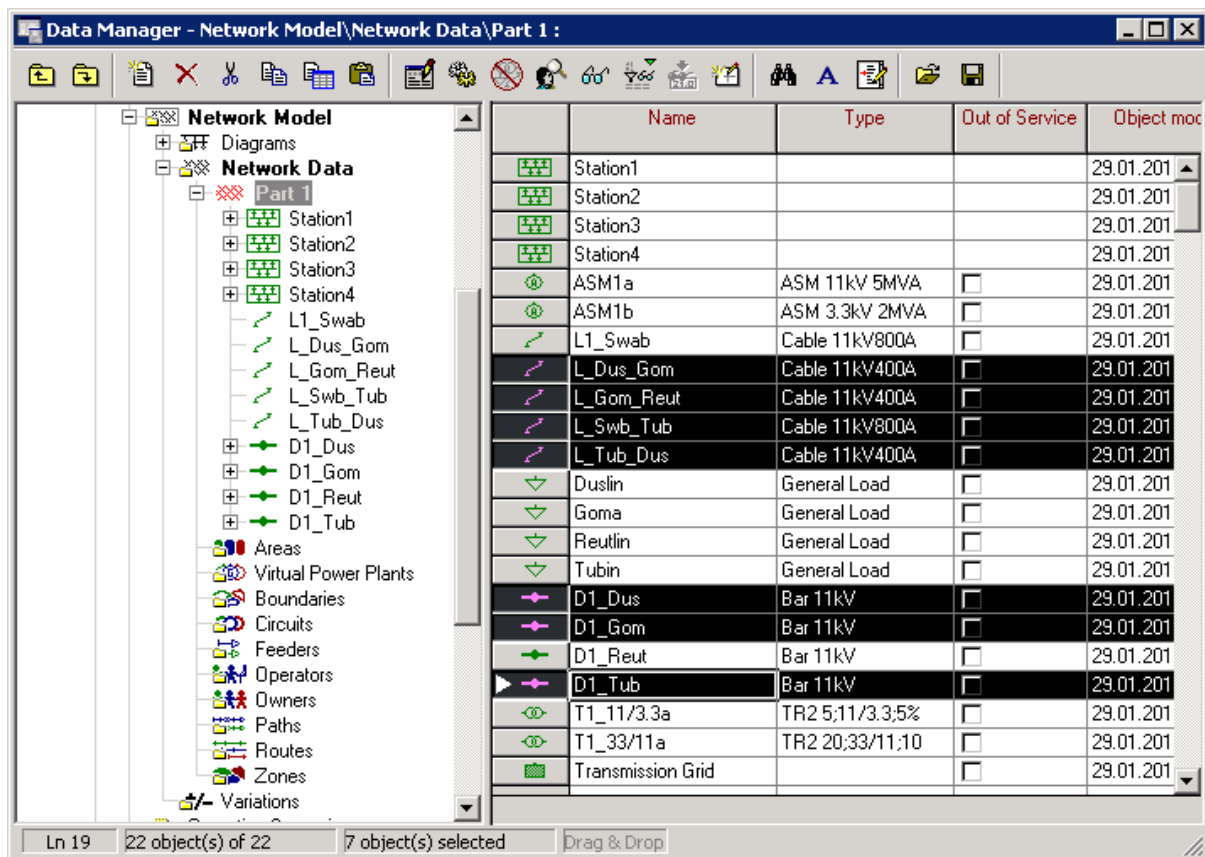 Data Manager - Network Model\Network Data\Part 1 :
Network Model
Diagrams
Network Data
Part 1
Station1
Station2
Station3
Station4
L1_Swab
L_Dus_Gom
L_Gom_Reut
L_Swb_Tub
L_Tub_Dus
D1_Dus
D1_Gom
D1_Reut
D1_Tub
Areas
Virtual Power Plants
Boundaries
Circuits
Feeders
Operators
Owners
Paths
Routes
Zones
Variations
Name Type Out of Service Object mod
Station1 29.01.201
Station2 29.01.201
Station3 29.01.201
Station4 29.01.201
ASM1a ASM 11kV 5MVA 29.01.201
ASM1b ASM 3.3kV 2MVA 29.01.201
L1_Swab Cable 11kV800A 29.01.201
L_Dus_Gom Cable 11kV400A 29.01.201
L_Gom_Reut Cable 11kV400A 29.01.201
L_Swb_Tub Cable 11kV800A 29.01.201
L_Tub_Dus Cable 11kV400A 29.01.201
Duslin General Load 29.01.201
Goma General Load 29.01.201
Reutlin General Load 29.01.201
Tubin General Load 29.01.201
D1_Dus Bar 11kV 29.01.201
D1_Gom Bar 11kV 29.01.201
D1_Reut Bar 11kV 29.01.201
D1_Tub Bar 11kV 29.01.201
T1_11/3.3a TR2 5;11/3.3;5% 29.01.201
T1_33/11a TR2 20;33/11;10 29.01.201
Transmission Grid 29.01.201
Ln 19 22 object(s) of 22 7 object(s) selected Drag & Drop